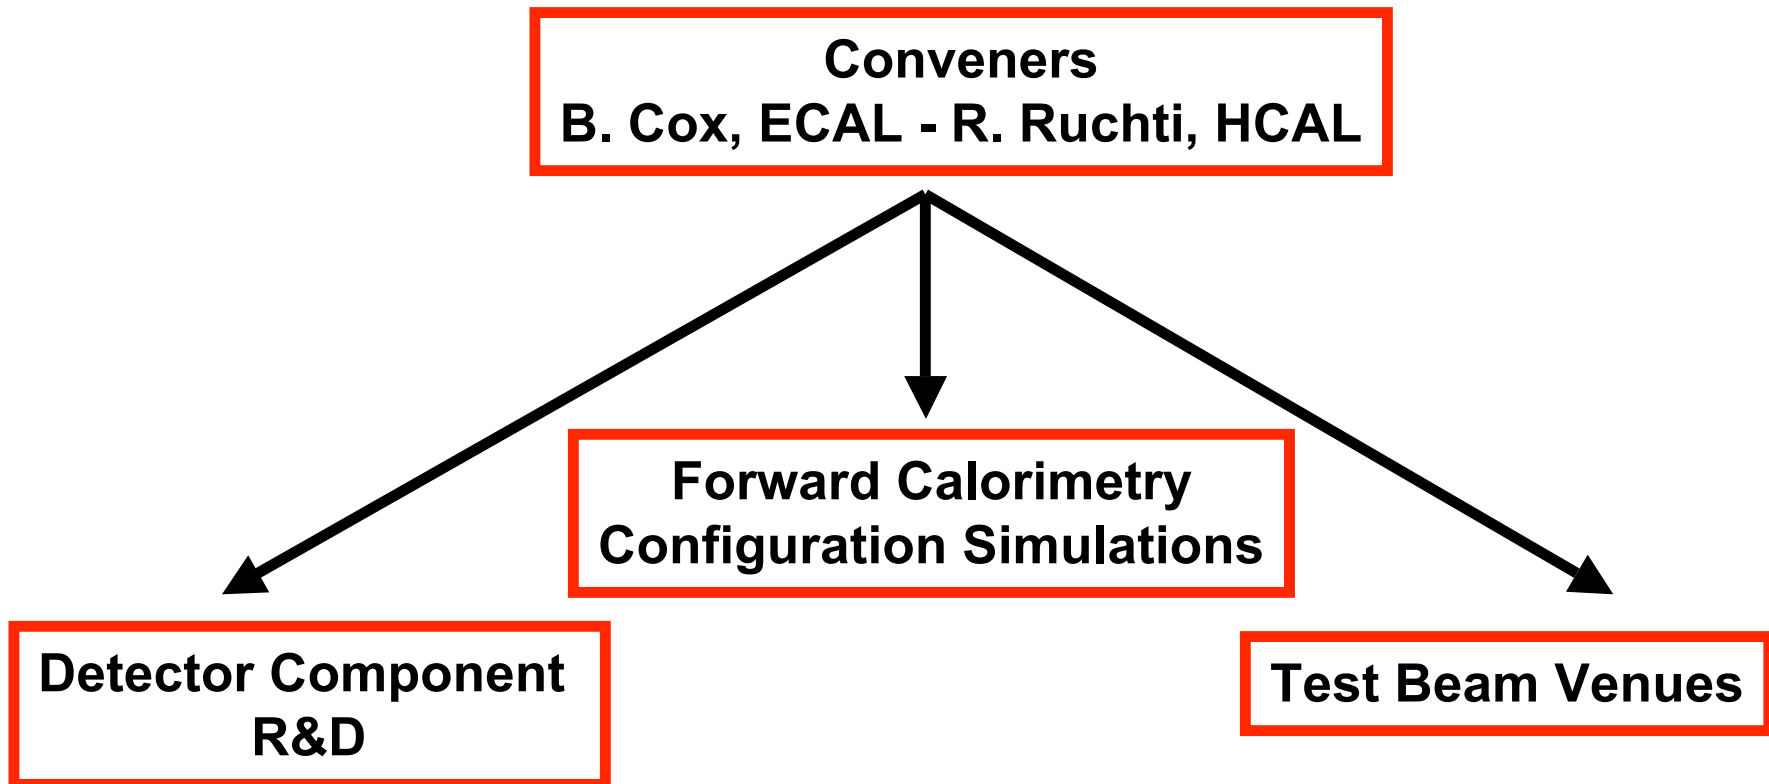 Conveners
B. Cox, ECAL - R. Ruchti, HCAL
Forward Calorimetry
Configuration Simulations
Detector Component
R&D
Test Beam Venues